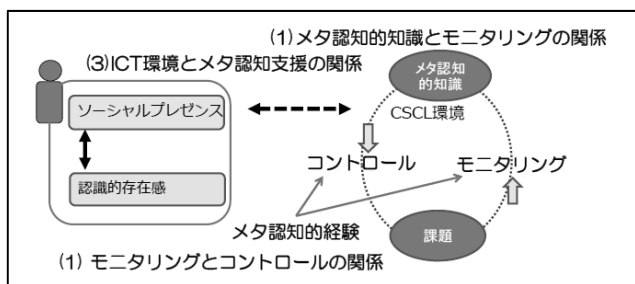 (1)メタ認知的知識とモニタリングの関係
(3)ICT環境とメタ認知支援の関係
メタ認知
的知識
ソーシャルプレゼンス
CSCL環境
コントロール
モニタリング
認識的存在感
メタ認知的経験
課題
(1) モニタリングとコントロールの関係